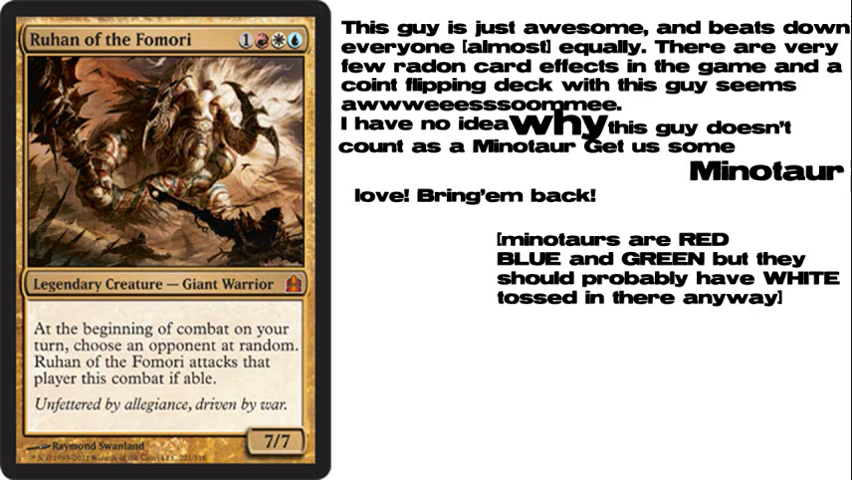 Ruhan of the Fomori 1
Legendary Creature — Giant Warrior
At the beginning of combat on your
turn, choose an opponent at random.
Ruhan of the Fomori attacks that
player this combat if able.
Unfettered by allegiance, driven by war.
7/7
Raymond Swanland
This guy is just awesome, and beats down
everyone [almost] equally. There are very
few radon card effects in the game and a
coint flipping deck with this guy seems
awwweeesssoommee.
I have no idea why this guy doesn't
count as a Minotaur Get us some
Minotaur
love! Bring'em back!
[minotaurs are RED
BLUE and GREEN but they
should probably have WHITE
tossed in there anyway]